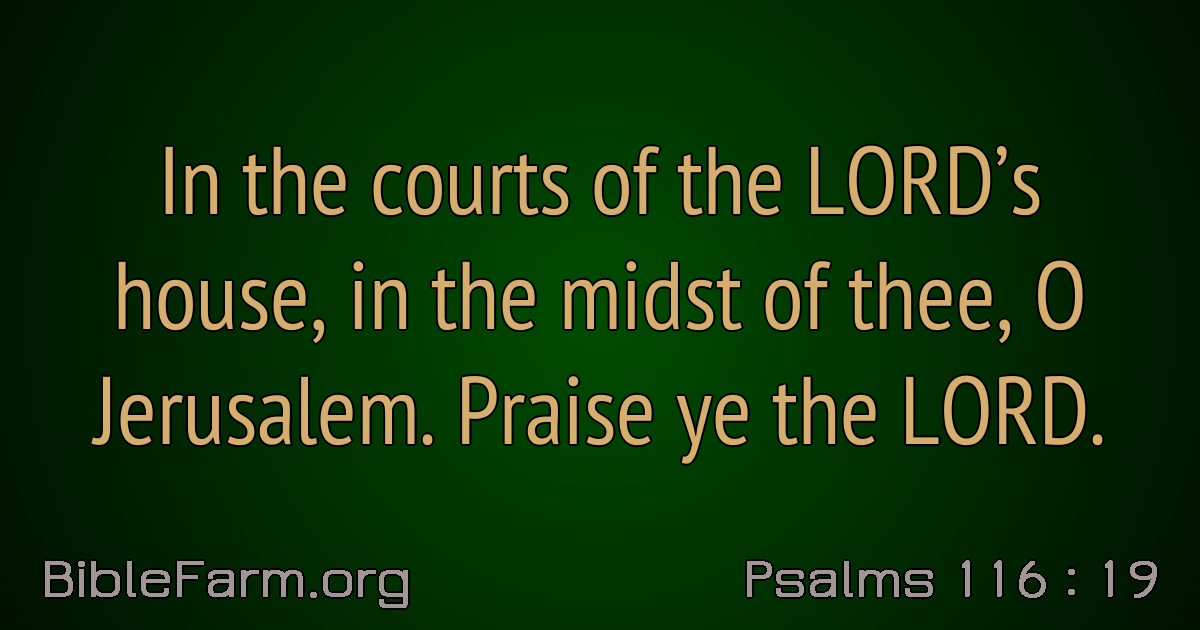 In the courts of the LORD’s
house, in the midst of thee, O
Jerusalem. Praise ye the LORD.
BibleFarm.org
Psalms 116 : 19